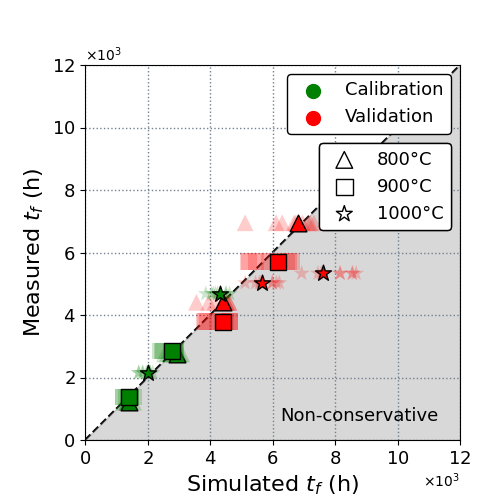 ×10³
12
10
8
6
4
2
0
Measured t_f (h)
Calibration
Validation
800°C
900°C
1000°C
Non-conservative
0 2 4 6 8 10 12
Simulated t_f (h)
×10³